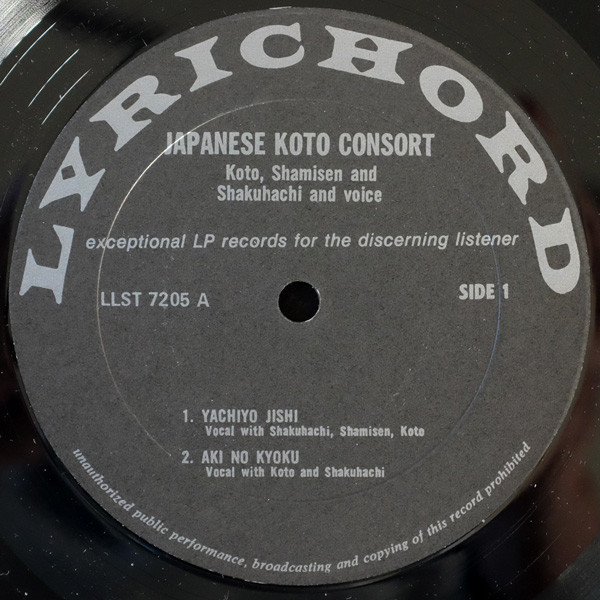 LYRICHORD
JAPANESE KOTO CONSORT
Koto, Shamisen and
Shakuhachi and voice
exceptional LP records for the discerning listener
LLST 7205 A
SIDE 1
1. YACHIYO JISHI
Vocal with Shakuhachi, Shamisen, Koto
2. AKI NO KYOKU
Vocal with Koto and Shakuhachi
unauthorized public performance, broadcasting and copying of this record prohibited